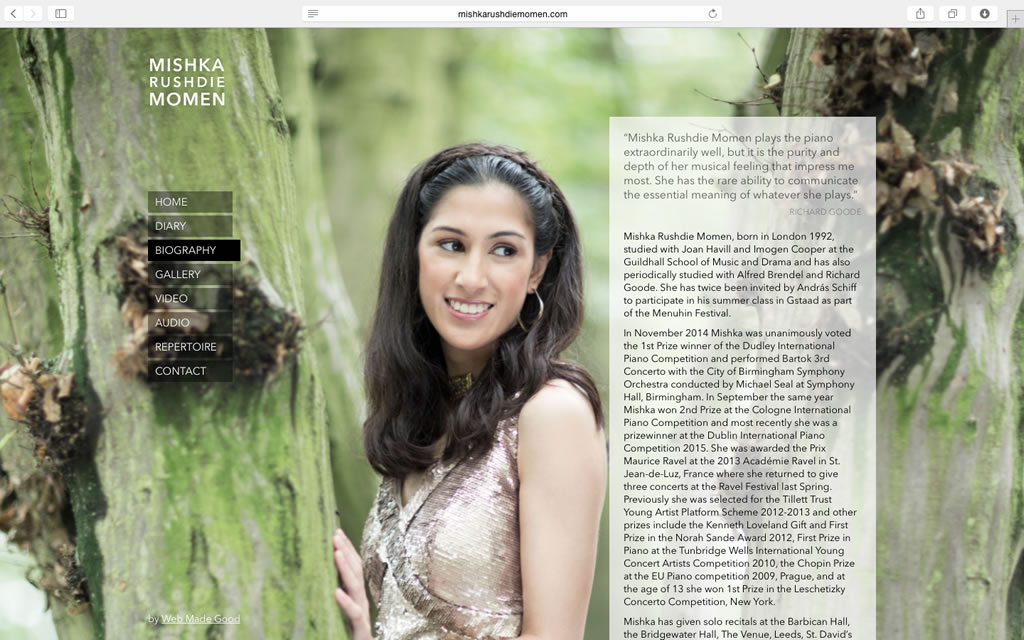 mishkarushdiemomen.com
MISHKA
RUSHDIE
MOMEN
HOME
DIARY
BIOGRAPHY
GALLERY
VIDEO
AUDIO
REPERTOIRE
CONTACT
“Mishka Rushdie Momen plays the piano
extraordinarily well, but it is the purity and
depth of her musical feeling that impress me
most. She has the rare ability to communicate
the essential meaning of whatever she plays.”
RICHARD GOODE
Mishka Rushdie Momen, born in London 1992,
studied with Joan Havill and Imogen Cooper at the
Guildhall School of Music and Drama and has also
periodically studied with Alfred Brendel and Richard
Goode. She has twice been invited by András Schiff
to participate in his summer class in Gstaad as part
of the Menuhin Festival.
In November 2014 Mishka was unanimously voted
the 1st Prize winner of the Dudley International
Piano Competition and performed Bartok 3rd
Concerto with the City of Birmingham Symphony
Orchestra conducted by Michael Seal at Symphony
Hall, Birmingham. In September the same year
Mishka won 2nd Prize at the Cologne International
Piano Competition and most recently she was a
prizewinner at the Dublin International Piano
Competition 2015. She was awarded the Prix
Maurice Ravel at the 2013 Académie Ravel in St.
Jean-de-Luz, France where she returned to give
three concerts at the Ravel Festival last Spring.
Previously she was selected for the Tillett Trust
Young Artist Platform Scheme 2012-2013 and other
prizes include the Kenneth Loveland Gift and First
Prize in the Norah Sande Award 2012, First Prize in
Piano at the Tunbridge Wells International Young
Concert Artists Competition 2010, the Chopin Prize
at the EU Piano competition 2009, Prague, and at
the age of 13 she won 1st Prize in the Leschetizky
Concerto Competition, New York.
Mishka has given solo recitals at the Barbican Hall,
the Bridgewater Hall, The Venue, Leeds, St. David's
by Web Made Good